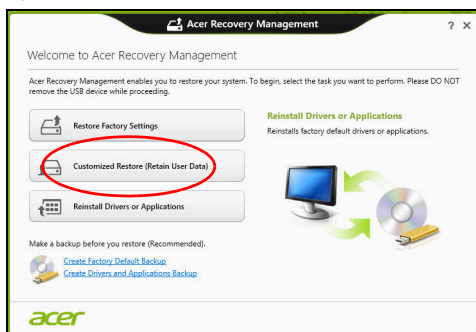 Acer Recovery Management
? X
Welcome to Acer Recovery Management
Acer Recovery Management enables you to restore your system. To begin, select the task you want to perform. Please DO NOT
remove the USB device while proceeding.
Restore Factory Settings
Customized Restore (Retain User Data)
Reinstall Drivers or Applications
Reinstall Drivers or Applications
Reinstalls factory default drivers or applications.
Make a backup before you restore (Recommended).
Create Factory Default Backup
Create Drivers and Applications Backup
acer